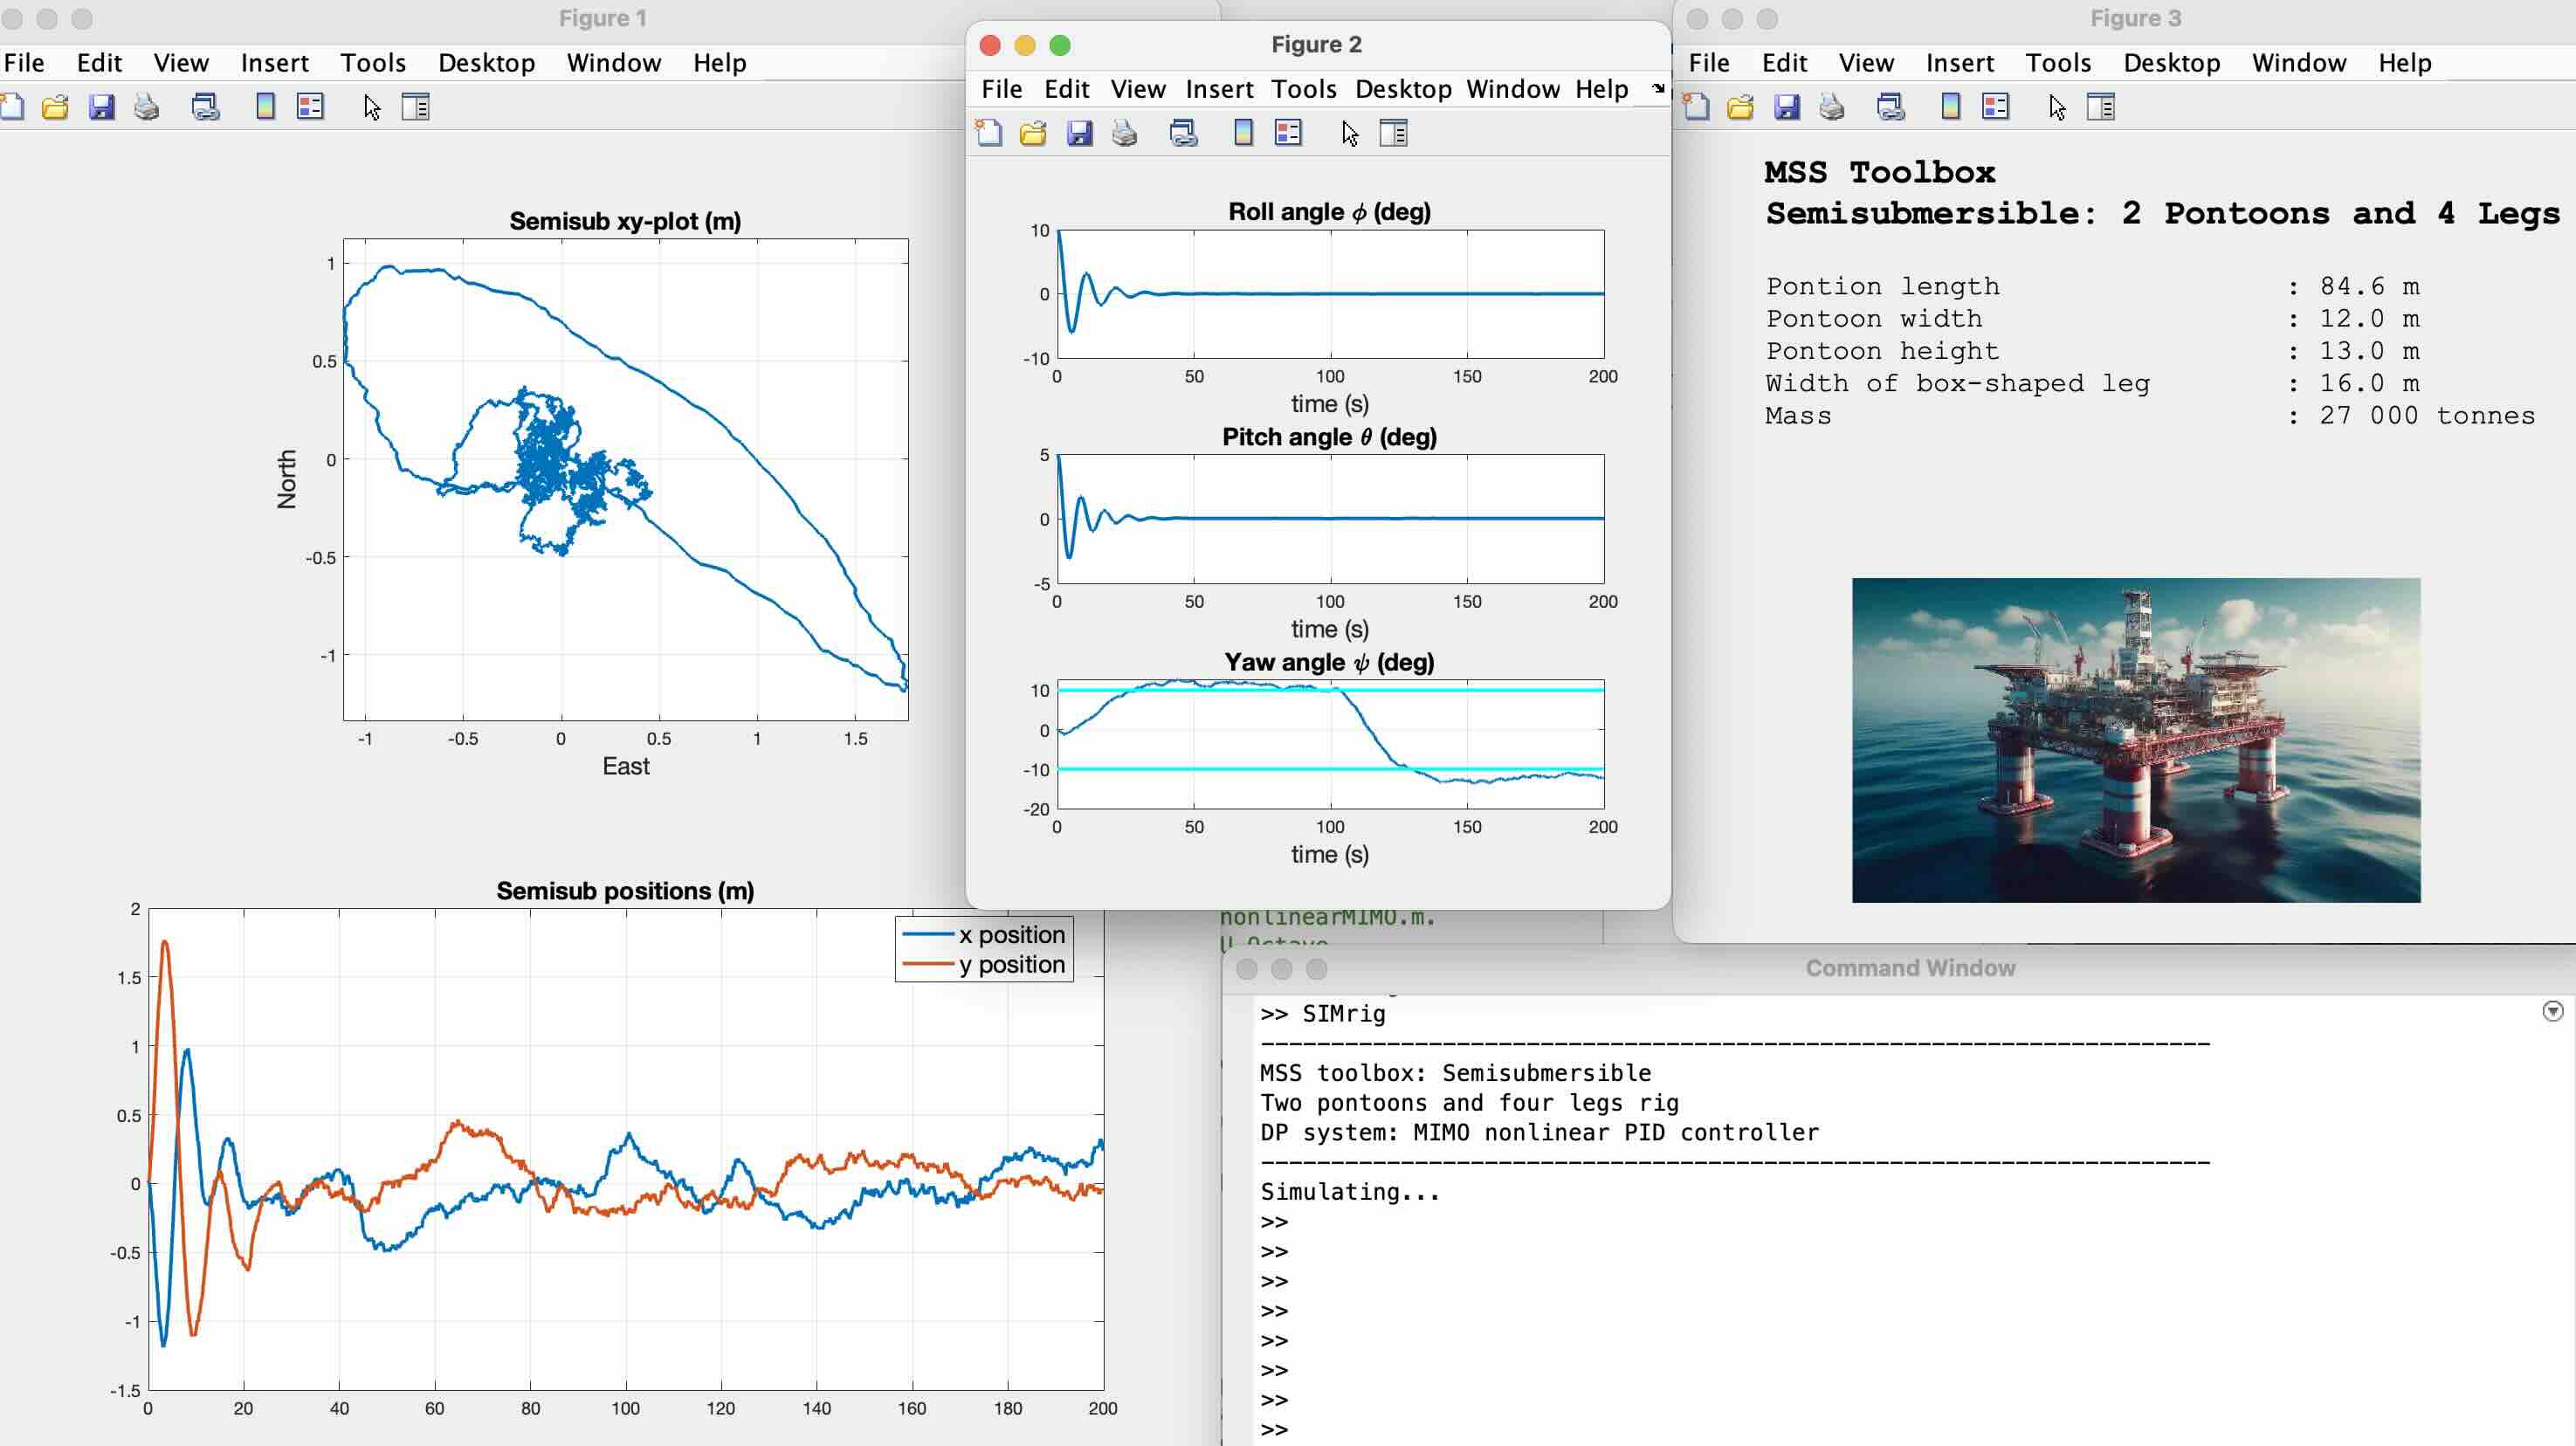 Figure 1
File Edit View Insert Tools Desktop Window Help
Semisub xy-plot (m)
1
0.5
0
-0.5
-1
North
-1 -0.5 0 0.5 1 1.5
East
Semisub positions (m)
2
1.5
1
0.5
0
-0.5
-1
-1.5
x position
y position
0 20 40 60 80 100 120 140 160 180 200
Figure 2
File Edit View Insert Tools Desktop Window Help
Roll angle ϕ (deg)
10
0
-10
0 50 100 150 200
time (s)
Pitch angle θ (deg)
5
0
-5
0 50 100 150 200
time (s)
Yaw angle ψ (deg)
10
0
-10
-20
0 50 100 150 200
time (s)
Figure 3
File Edit View Insert Tools Desktop Window Help
MSS Toolbox
Semisubmersible: 2 Pontoons and 4 Legs
Pontion length : 84.6 m
Pontoon width : 12.0 m
Pontoon height : 13.0 m
Width of box-shaped leg : 16.0 m
Mass : 27 000 tonnes
nonlinearMIMO.m.
Command Window
>> SIMrig
--------------------------------------------------------------------
MSS toolbox: Semisubmersible
Two pontoons and four legs rig
DP system: MIMO nonlinear PID controller
--------------------------------------------------------------------
Simulating...
>>
>>
>>
>>
>>
>>
>>
>>